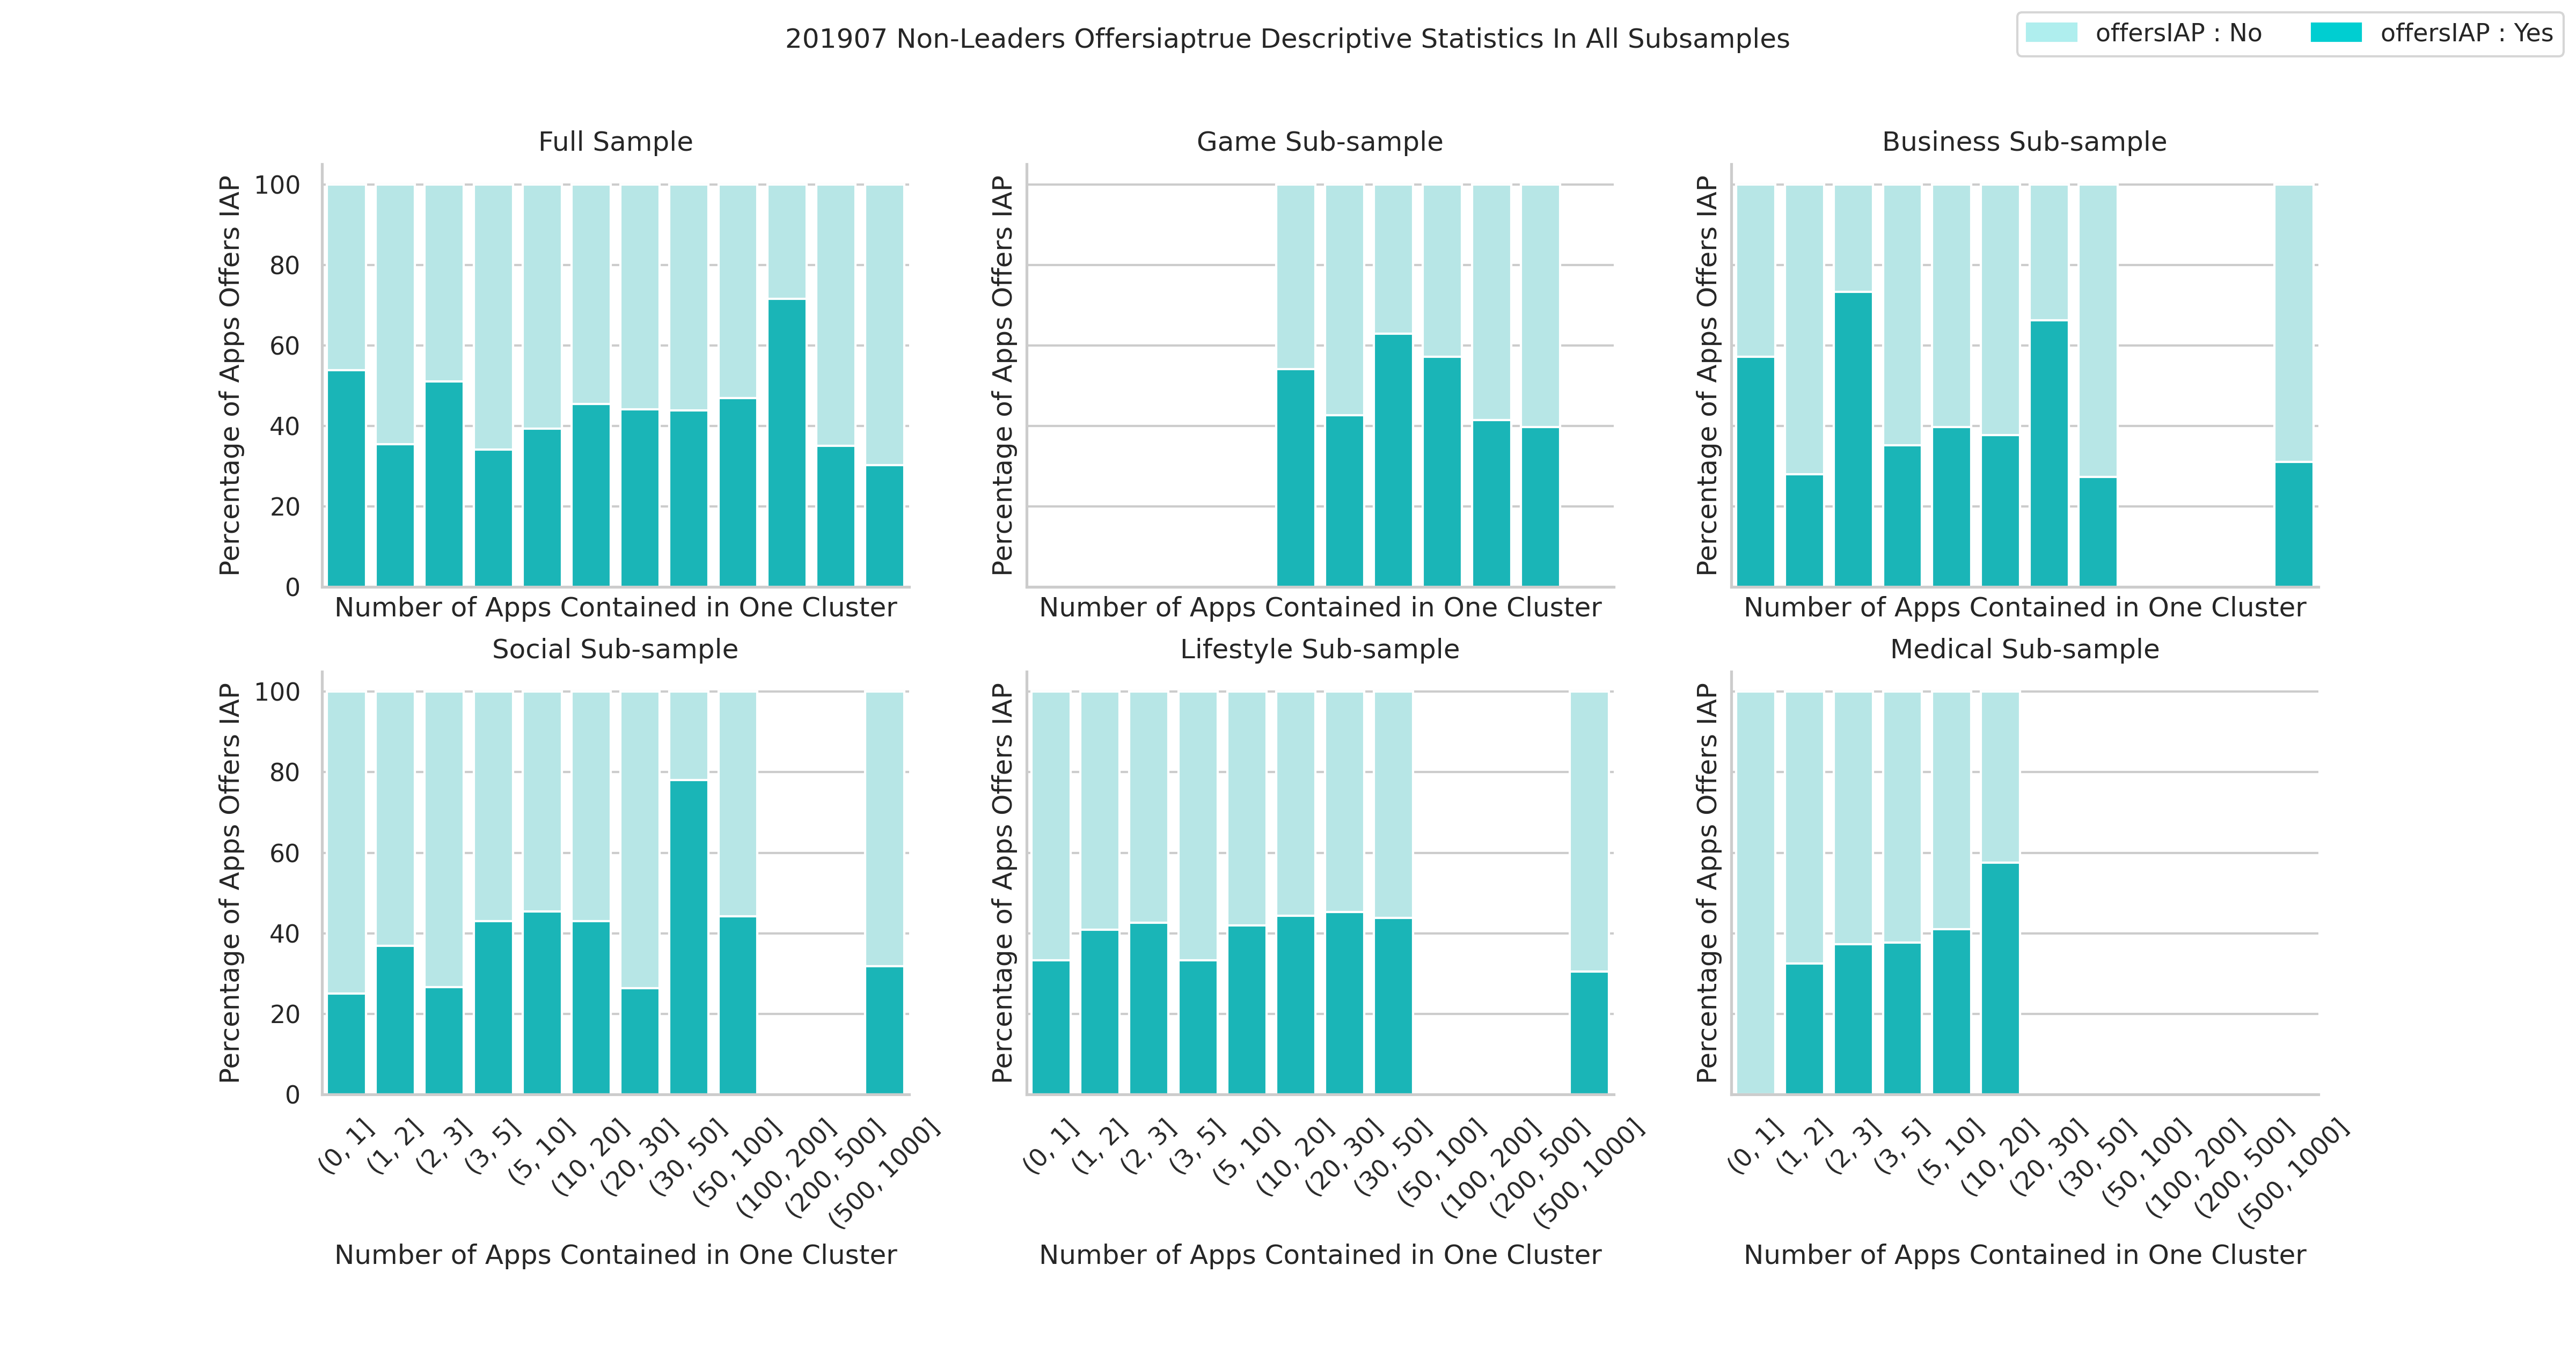 201907 Non-Leaders Offersiaptrue Descriptive Statistics In All Subsamples
offersIAP : No
offersIAP : Yes
Full Sample
Percentage of Apps Offers IAP
100
80
60
40
20
0
Number of Apps Contained in One Cluster
Game Sub-sample
Percentage of Apps Offers IAP
Number of Apps Contained in One Cluster
Business Sub-sample
Percentage of Apps Offers IAP
Number of Apps Contained in One Cluster
Social Sub-sample
Percentage of Apps Offers IAP
100
80
60
40
20
0
(0, 1]
(1, 2]
(2, 3]
(3, 5]
(5, 10]
(10, 20]
(20, 30]
(30, 50]
(50, 100]
(100, 200]
(200, 500]
(500, 1000]
Number of Apps Contained in One Cluster
Lifestyle Sub-sample
Percentage of Apps Offers IAP
(0, 1]
(1, 2]
(2, 3]
(3, 5]
(5, 10]
(10, 20]
(20, 30]
(30, 50]
(50, 100]
(100, 200]
(200, 500]
(500, 1000]
Number of Apps Contained in One Cluster
Medical Sub-sample
Percentage of Apps Offers IAP
(0, 1]
(1, 2]
(2, 3]
(3, 5]
(5, 10]
(10, 20]
(20, 30]
(30, 50]
(50, 100]
(100, 200]
(200, 500]
(500, 1000]
Number of Apps Contained in One Cluster